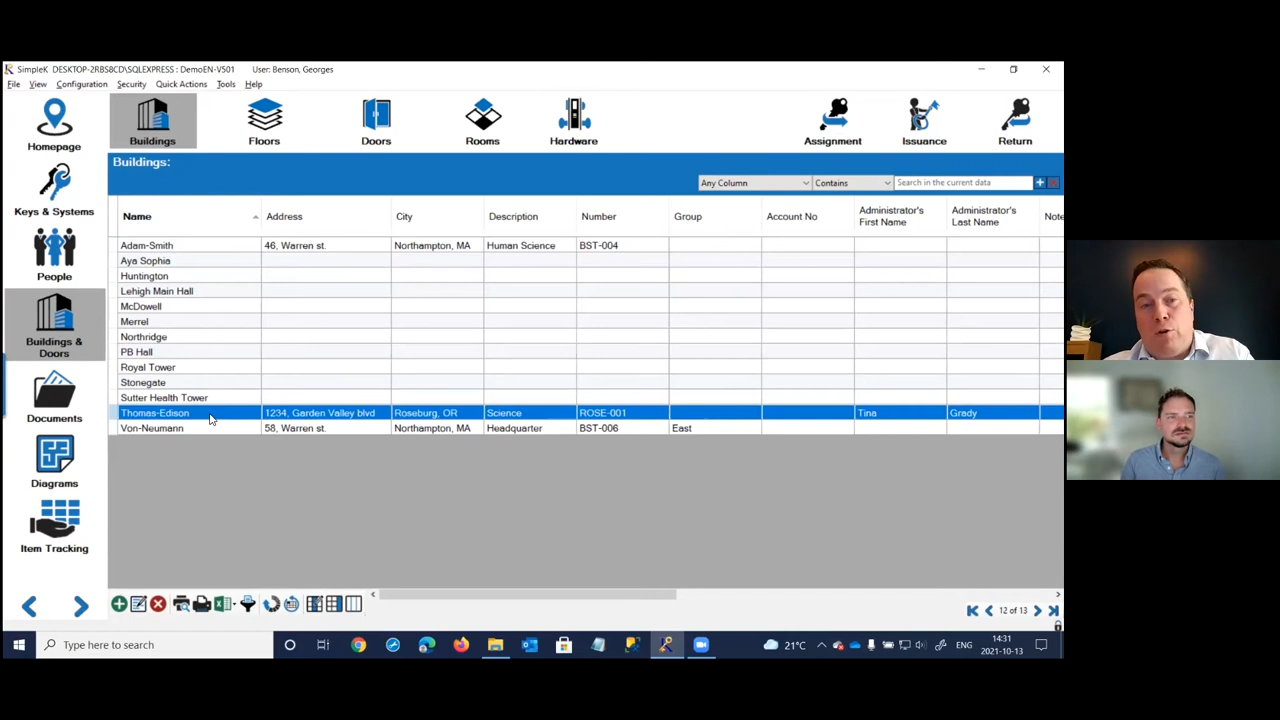 SimpleK DESKTOP-2RBS8CD\SQLEXPRESS : DemoEN-V501 User: Benson, Georges
File View Configuration Security Quick Actions Tools Help
Homepage
Keys & Systems
People
Buildings & Doors
Documents
Diagrams
Item Tracking
Buildings Floors Doors Rooms Hardware Assignment Issuance Return
Buildings:
Any Column Contains Search in the current data
Name Address City Description Number Group Account No Administrator's First Name Administrator's Last Name Note
Adam-Smith 46, Warren st. Northampton, MA Human Science BST-004
Aya Sophia
Huntington
Lehigh Main Hall
McDowell
Merrel
Northridge
PB Hall
Royal Tower
Stonegate
Sutter Health Tower
Thomas-Edison 1234, Garden Valley blvd Roseburg, OR Science ROSE-001 Tina Grady
Von-Neumann 58, Warren st. Northampton, MA Headquarter BST-006 East
12 of 13
Type here to search
21°C ENG 14:31
2021-10-13